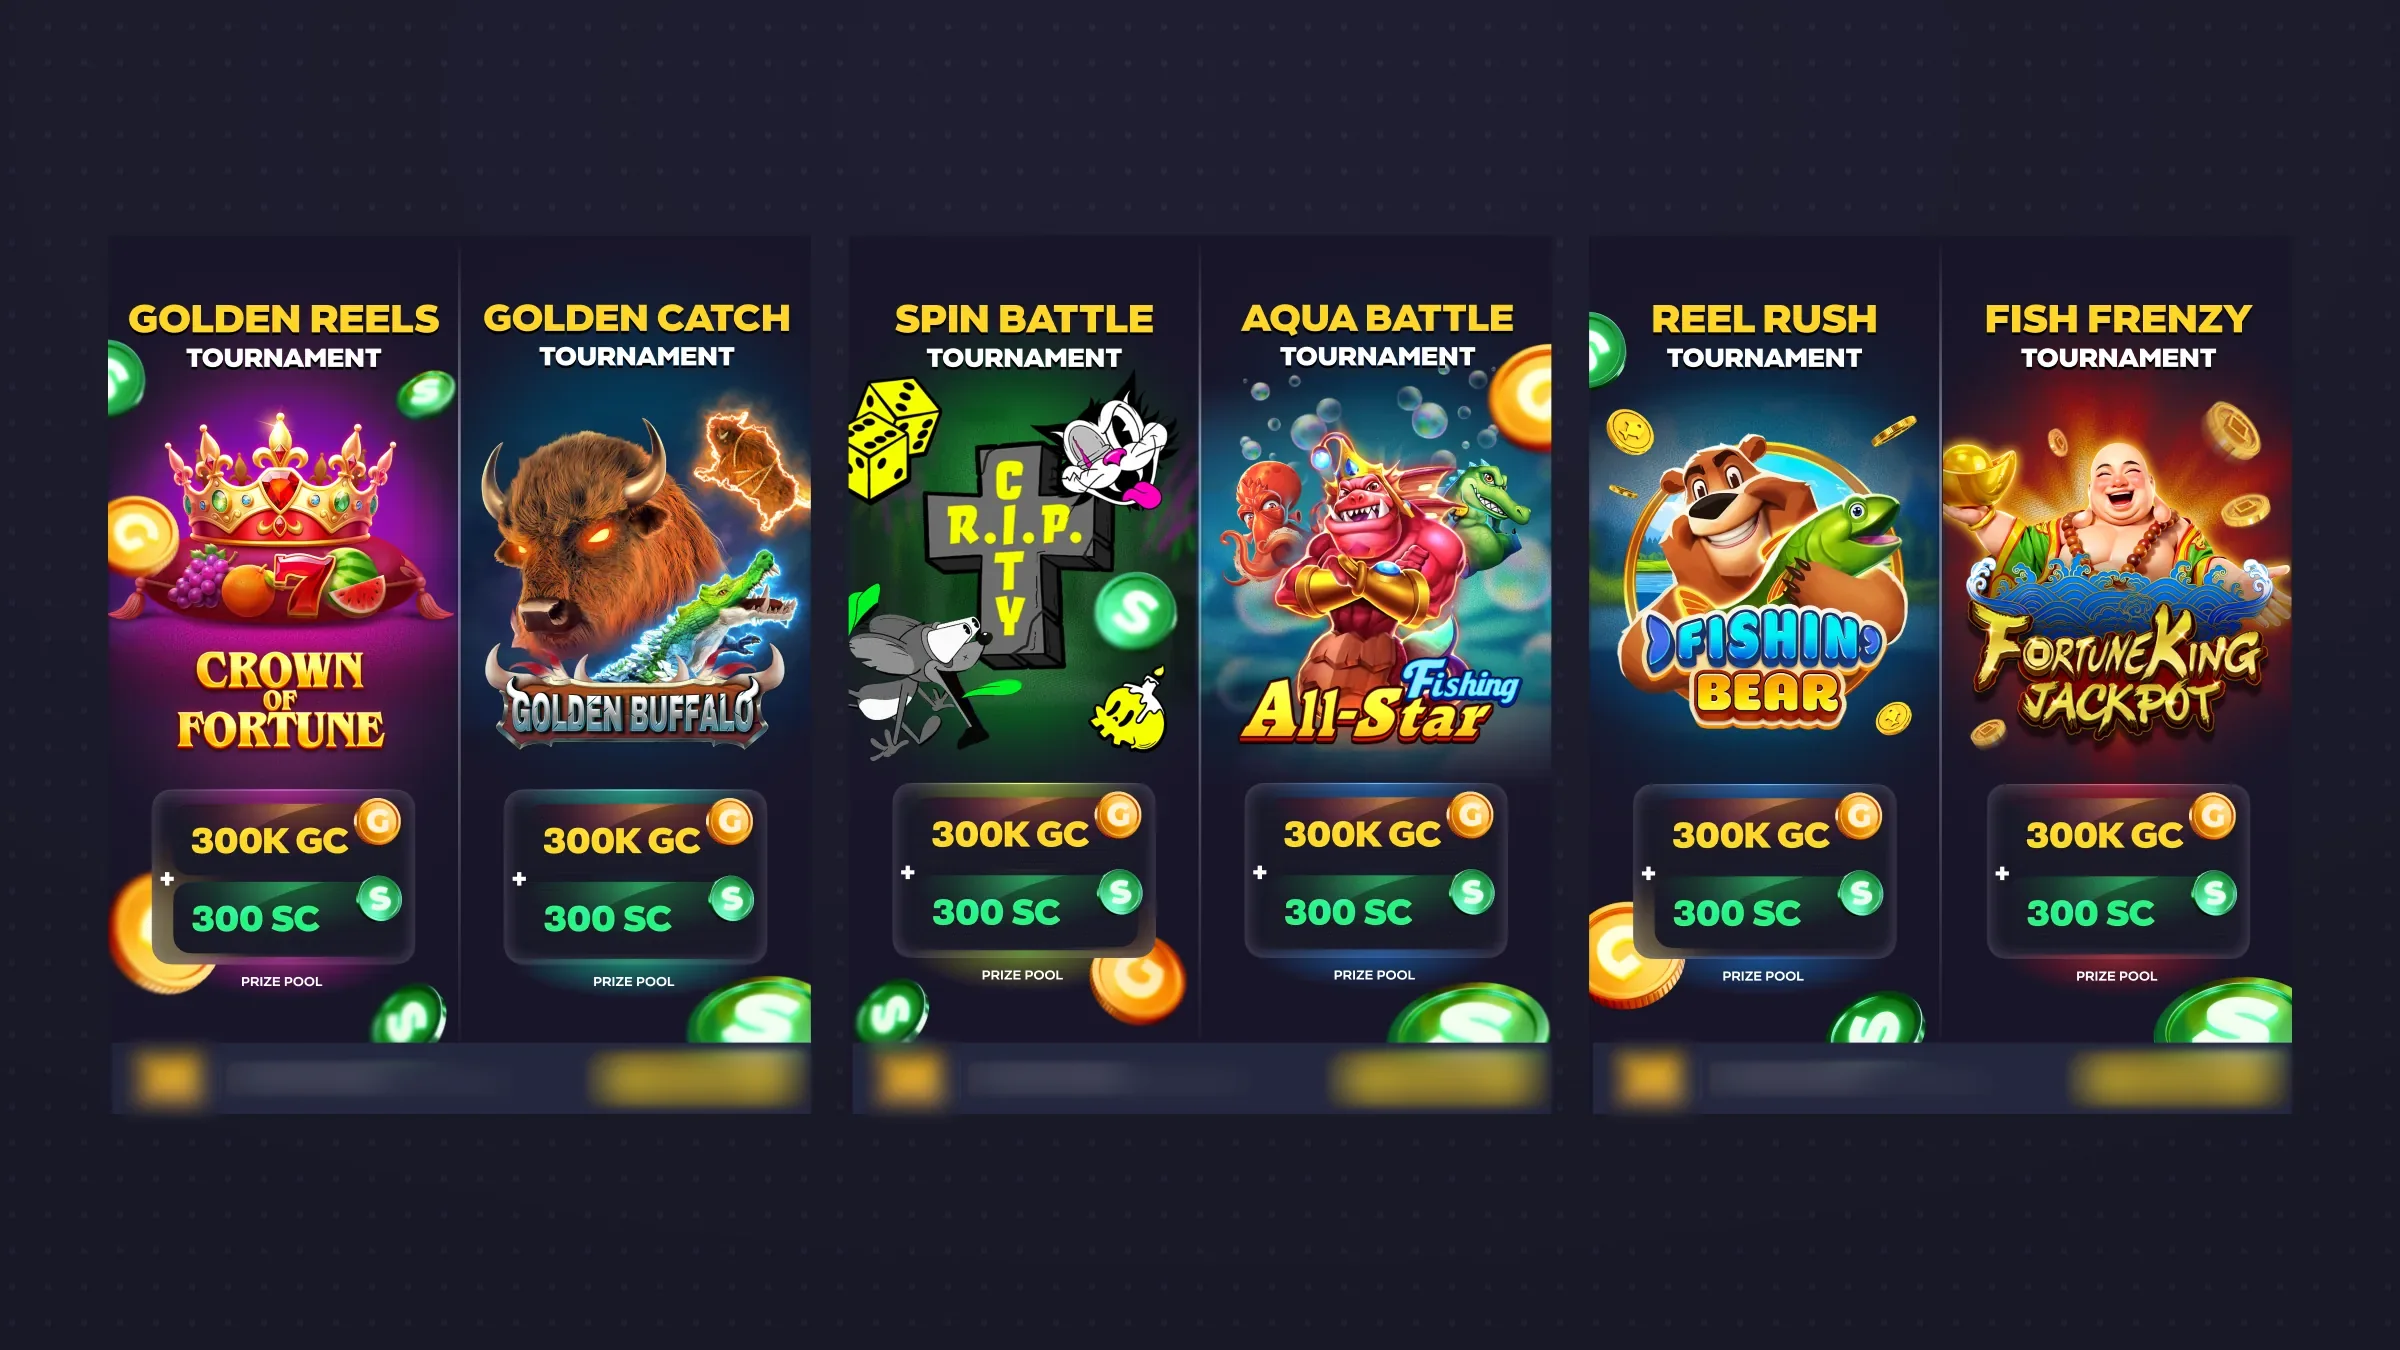 GOLDEN REELS
TOURNAMENT
CROWN
OF
FORTUNE
300K GC
G
+
300 SC
S
PRIZE POOL
GOLDEN CATCH
TOURNAMENT
GOLDEN BUFFALO
300K GC
G
+
300 SC
S
PRIZE POOL
SPIN BATTLE
TOURNAMENT
R.I.P.
CITY
S
300K GC
G
+
300 SC
S
PRIZE POOL
AQUA BATTLE
TOURNAMENT
Fishing
All-Star
300K GC
G
+
300 SC
S
PRIZE POOL
REEL RUSH
TOURNAMENT
FISHIN'
BEAR
300K GC
G
+
300 SC
S
PRIZE POOL
FISH FRENZY
TOURNAMENT
FORTUNE KING
JACKPOT
300K GC
G
+
300 SC
S
PRIZE POOL